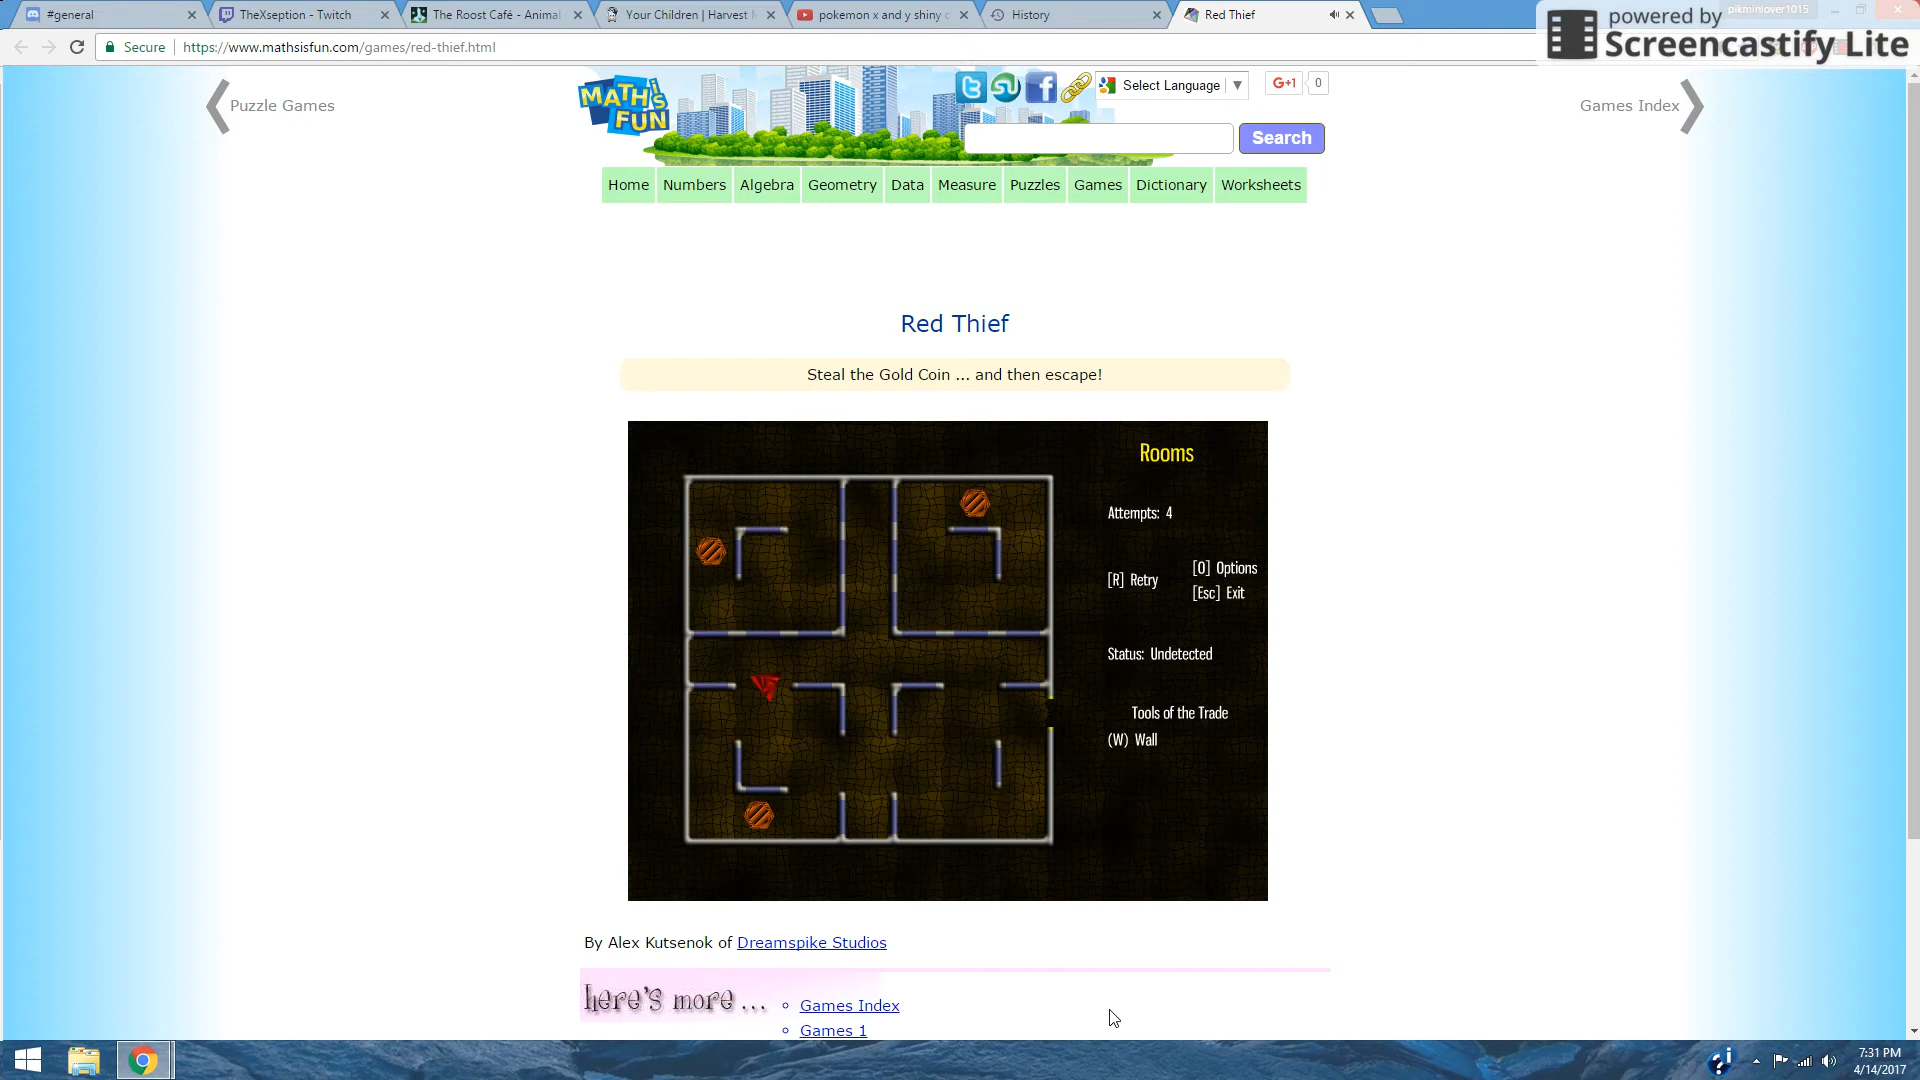 #general
TheXseption - Twitch
The Roost Café - Animal
Your Children | Harvest M
pokemon x and y shiny c
History
Red Thief
pikminlover1015
powered by
Screencastify Lite
Secure
https://www.mathsisfun.com/games/red-thief.html
Puzzle Games
MATH IS FUN
Select Language
G+1
0
Games Index
Search
Home
Numbers
Algebra
Geometry
Data
Measure
Puzzles
Games
Dictionary
Worksheets
Red Thief
Steal the Gold Coin ... and then escape!
Rooms
Attempts: 4
[R] Retry
[O] Options
[Esc] Exit
Status: Undetected
Tools of the Trade
(W) Wall
By Alex Kutsenok of Dreamspike Studios
here's more ...
Games Index
Games 1
7:31 PM
4/14/2017